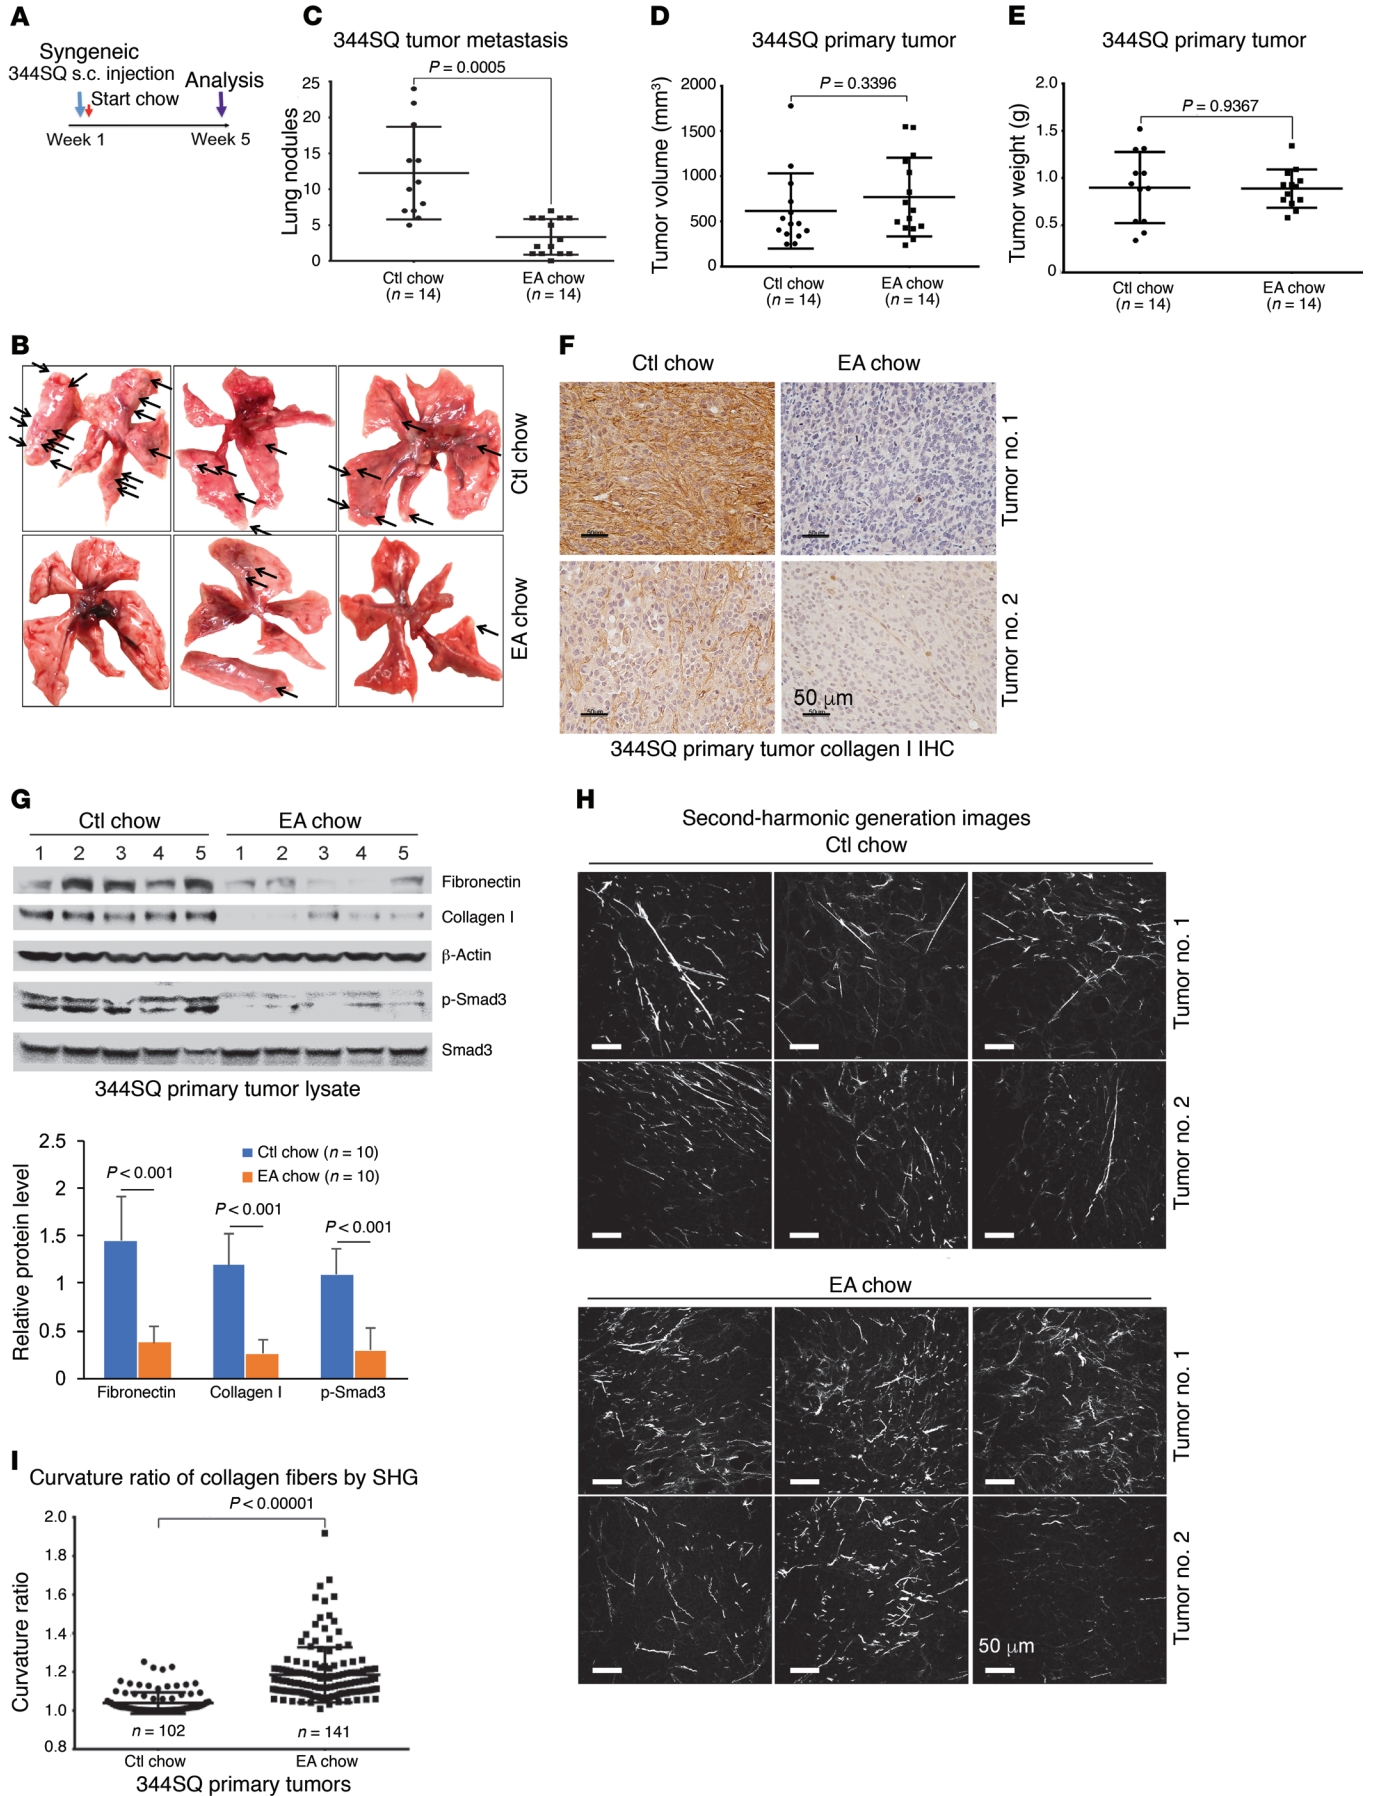 A
Syngeneic
344SQ s.c. injection
Analysis
Start chow
Week 1
Week 5
C
344SQ tumor metastasis
P = 0.0005
Lung nodules
25
20
15
10
5
0
Ctl chow
(n = 14)
EA chow
(n = 14)
D
344SQ primary tumor
P = 0.3396
Tumor volume (mm³)
2000
1500
1000
500
0
Ctl chow
(n = 14)
EA chow
(n = 14)
E
344SQ primary tumor
P = 0.9367
Tumor weight (g)
2.0
1.5
1.0
0.5
0
Ctl chow
(n = 14)
EA chow
(n = 14)
B
Ctl chow
EA chow
F
Ctl chow
EA chow
Tumor no. 1
Tumor no. 2
50μm
50μm
50μm
50 μm
50μm
344SQ primary tumor collagen I IHC
G
Ctl chow
EA chow
1 2 3 4 5 1 2 3 4 5
Fibronectin
Collagen I
β-Actin
p-Smad3
Smad3
344SQ primary tumor lysate
Relative protein level
2.5
2
1.5
1
0.5
0
Ctl chow (n = 10)
EA chow (n = 10)
P < 0.001
P < 0.001
P < 0.001
Fibronectin
Collagen I
p-Smad3
H
Second-harmonic generation images
Ctl chow
Tumor no. 1
Tumor no. 2
EA chow
Tumor no. 1
Tumor no. 2
50 μm
I
Curvature ratio of collagen fibers by SHG
P < 0.00001
Curvature ratio
2.0
1.8
1.6
1.4
1.2
1.0
0.8
n = 102
n = 141
Ctl chow
EA chow
344SQ primary tumors